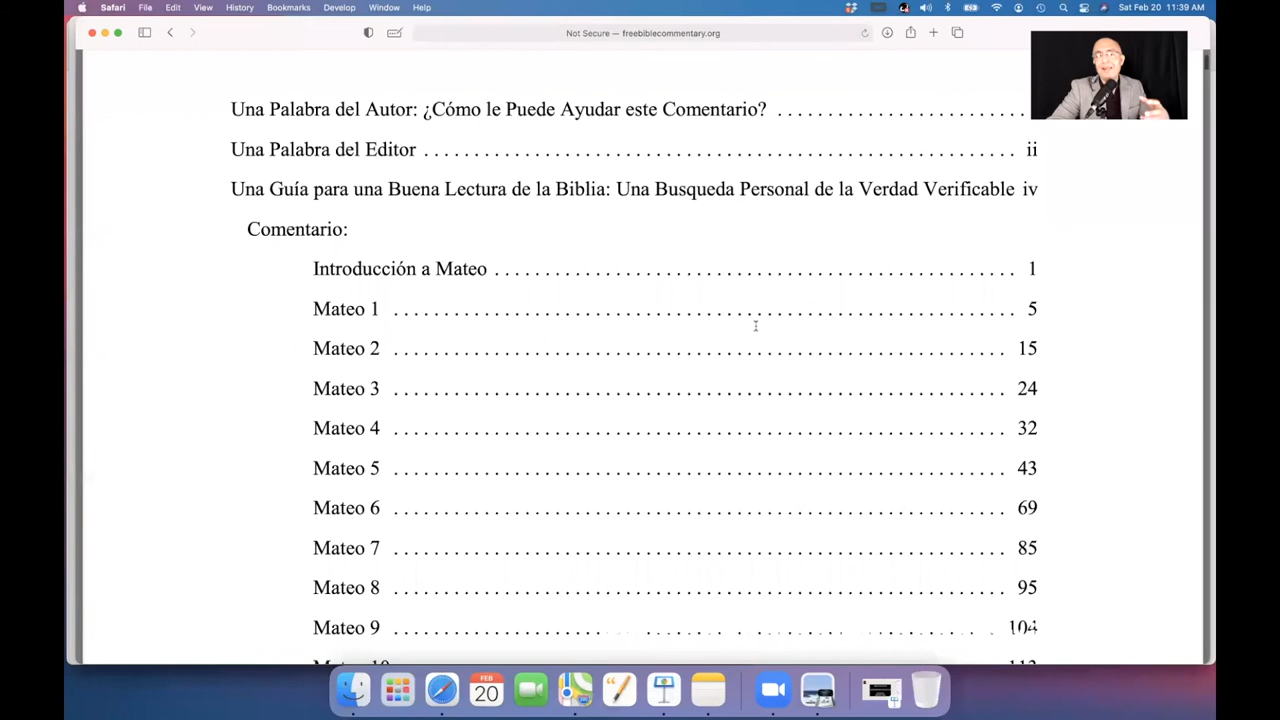 Safari File Edit View History Bookmarks Develop Window Help Sat Feb 20 11:39 AM
Not Secure — freebiblecommentary.org
Una Palabra del Autor: ¿Cómo le Puede Ayudar este Comentario? . . . . . . . . . . . . . . . . . . . . . . . . .
Una Palabra del Editor . . . . . . . . . . . . . . . . . . . . . . . . . . . . . . . . . . . . . . . . . . . . . . . . . . . . . . . . . . . ii
Una Guía para una Buena Lectura de la Biblia: Una Busqueda Personal de la Verdad Verificable iv
Comentario:
Introducción a Mateo . . . . . . . . . . . . . . . . . . . . . . . . . . . . . . . . . . . . . . . . . . . . . . . . . . . . 1
Mateo 1 . . . . . . . . . . . . . . . . . . . . . . . . . . . . . . . . . . . . . . . . . . . . . . . . . . . . . . . . . . . . . . 5
Mateo 2 . . . . . . . . . . . . . . . . . . . . . . . . . . . . . . . . . . . . . . . . . . . . . . . . . . . . . . . . . . . . . 15
Mateo 3 . . . . . . . . . . . . . . . . . . . . . . . . . . . . . . . . . . . . . . . . . . . . . . . . . . . . . . . . . . . . . 24
Mateo 4 . . . . . . . . . . . . . . . . . . . . . . . . . . . . . . . . . . . . . . . . . . . . . . . . . . . . . . . . . . . . . 32
Mateo 5 . . . . . . . . . . . . . . . . . . . . . . . . . . . . . . . . . . . . . . . . . . . . . . . . . . . . . . . . . . . . . 43
Mateo 6 . . . . . . . . . . . . . . . . . . . . . . . . . . . . . . . . . . . . . . . . . . . . . . . . . . . . . . . . . . . . . 69
Mateo 7 . . . . . . . . . . . . . . . . . . . . . . . . . . . . . . . . . . . . . . . . . . . . . . . . . . . . . . . . . . . . . 85
Mateo 8 . . . . . . . . . . . . . . . . . . . . . . . . . . . . . . . . . . . . . . . . . . . . . . . . . . . . . . . . . . . . . 95
Mateo 9 . . . . . . . . . . . . . . . . . . . . . . . . . . . . . . . . . . . . . . . . . . . . . . . . . . . . . . . . . . . . 104
FEB
20